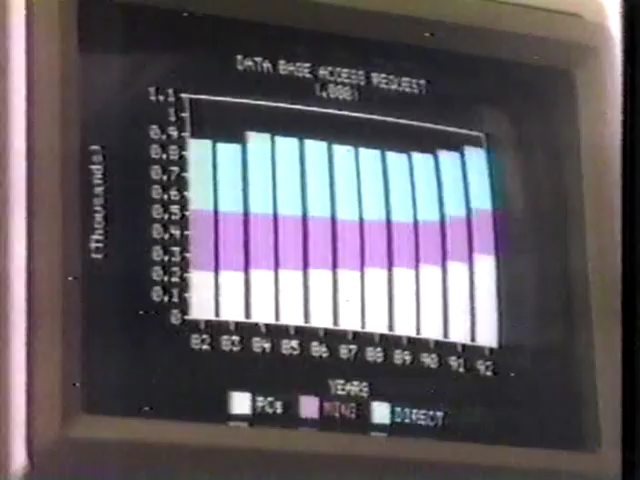 DATA BASE ACCESS REQUEST
(,000)
(Thousands)
1.1
1
0.9
0.8
0.7
0.6
0.5
0.4
0.3
0.2
0.1
0
82 83 84 85 86 87 88 89 90 91 92
YEARS
PCs MINIS DIRECT